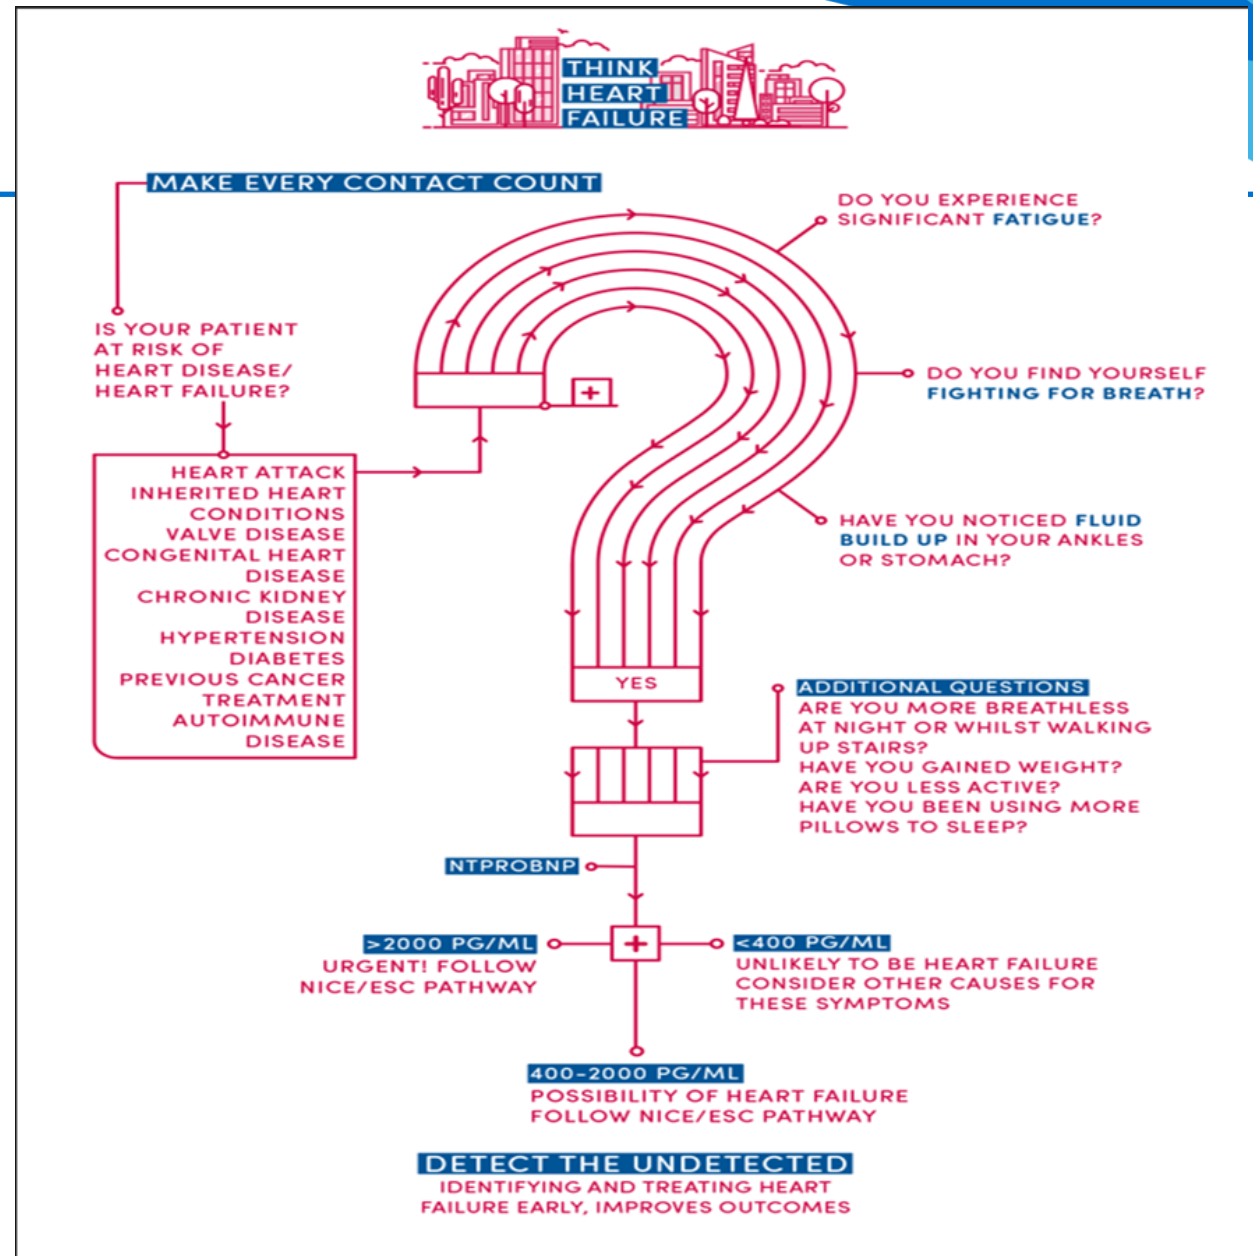 THINK
HEART
FAILURE
MAKE EVERY CONTACT COUNT
IS YOUR PATIENT
AT RISK OF
HEART DISEASE/
HEART FAILURE?
HEART ATTACK
INHERITED HEART
CONDITIONS
VALVE DISEASE
CONGENITAL HEART
DISEASE
CHRONIC KIDNEY
DISEASE
HYPERTENSION
DIABETES
PREVIOUS CANCER
TREATMENT
AUTOIMMUNE
DISEASE
+
DO YOU EXPERIENCE
SIGNIFICANT FATIGUE?
DO YOU FIND YOURSELF
FIGHTING FOR BREATH?
HAVE YOU NOTICED FLUID
BUILD UP IN YOUR ANKLES
OR STOMACH?
YES
ADDITIONAL QUESTIONS
ARE YOU MORE BREATHLESS
AT NIGHT OR WHILST WALKING
UP STAIRS?
HAVE YOU GAINED WEIGHT?
ARE YOU LESS ACTIVE?
HAVE YOU BEEN USING MORE
PILLOWS TO SLEEP?
NTPROBNP
+
>2000 PG/ML
URGENT! FOLLOW
NICE/ESC PATHWAY
<400 PG/ML
UNLIKELY TO BE HEART FAILURE
CONSIDER OTHER CAUSES FOR
THESE SYMPTOMS
400-2000 PG/ML
POSSIBILITY OF HEART FAILURE
FOLLOW NICE/ESC PATHWAY
DETECT THE UNDETECTED
IDENTIFYING AND TREATING HEART
FAILURE EARLY, IMPROVES OUTCOMES